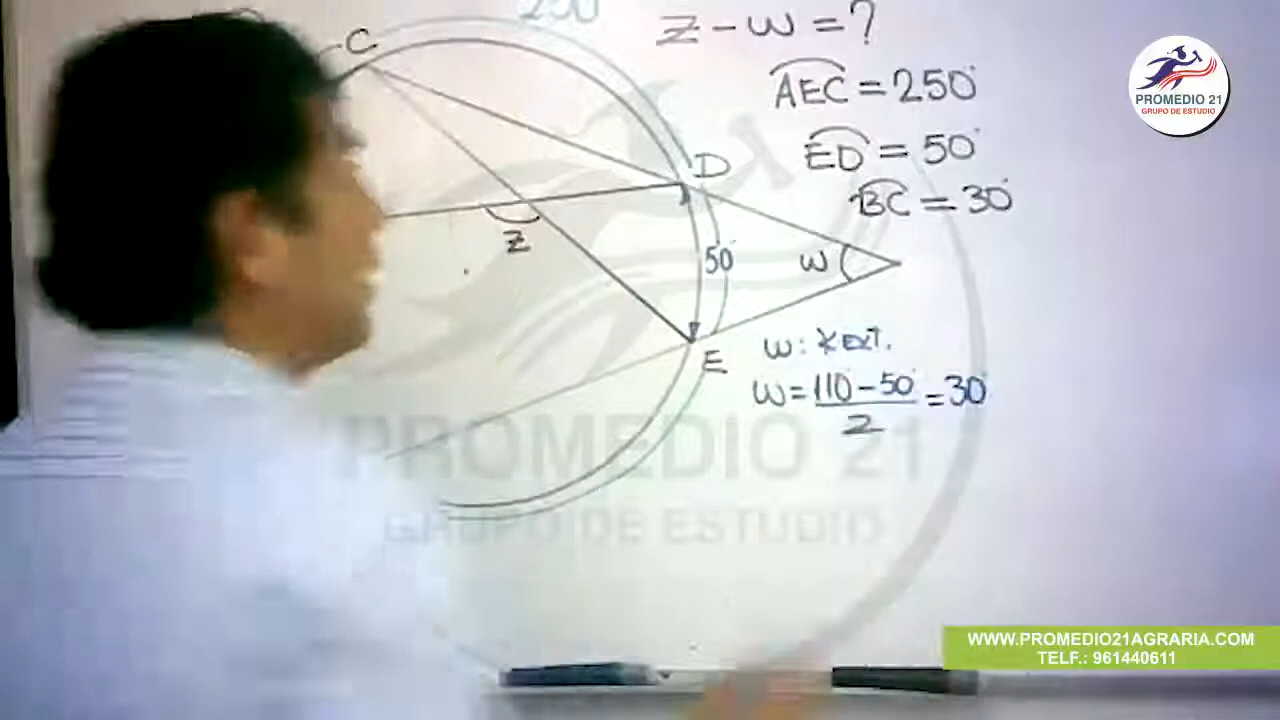 250
Z - W = ?
C
AEC = 250°
ED = 50°
D
BC = 30°
Z
50°
W
E
W: ∡ EXT.
W = 110° - 50° / 2 = 30°
PROMEDIO 21
GRUPO DE ESTUDIO
PROMEDIO 21
GRUPO DE ESTUDIO
WWW.PROMEDIO21AGRARIA.COM
TELF.: 961440611